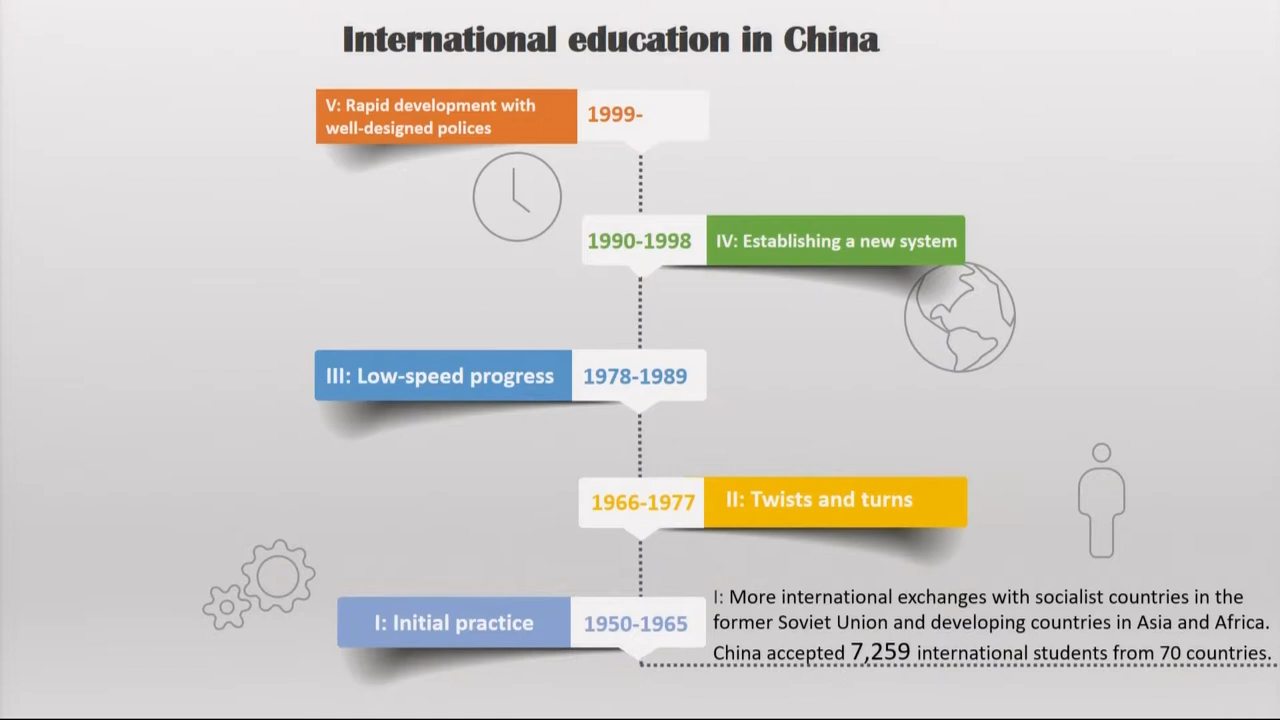 International education in China
V: Rapid development with
well-designed polices
1999-
1990-1998
IV: Establishing a new system
III: Low-speed progress
1978-1989
1966-1977
II: Twists and turns
I: Initial practice
1950-1965
I: More international exchanges with socialist countries in the
former Soviet Union and developing countries in Asia and Africa.
China accepted 7,259 international students from 70 countries.